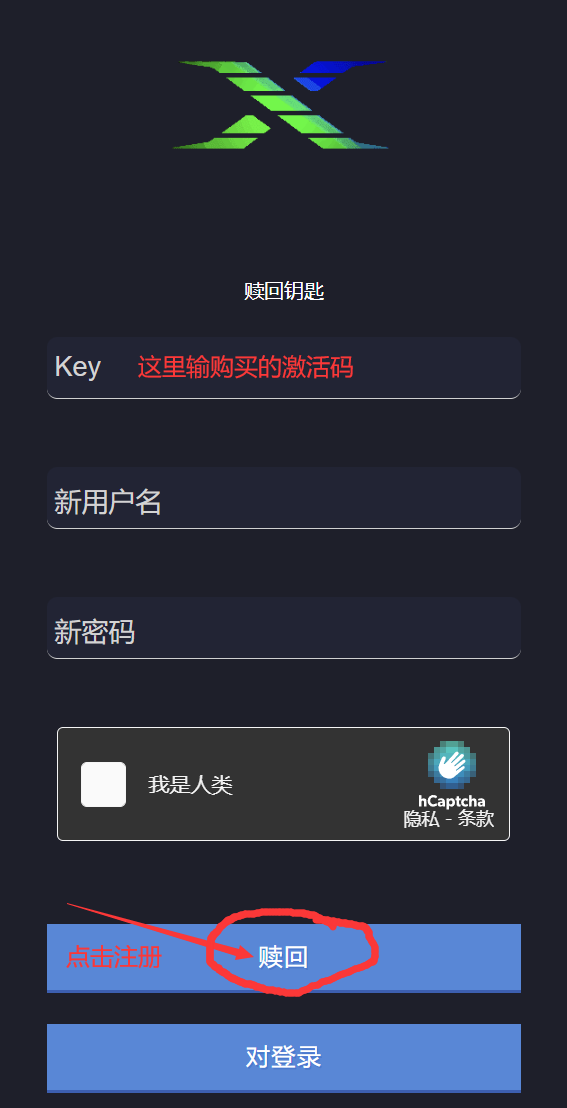 赎回钥匙
Key 这里输购买的激活码
新用户名
新密码
我是人类
hCaptcha
隐私 - 条款
点击注册 赎回
对登录